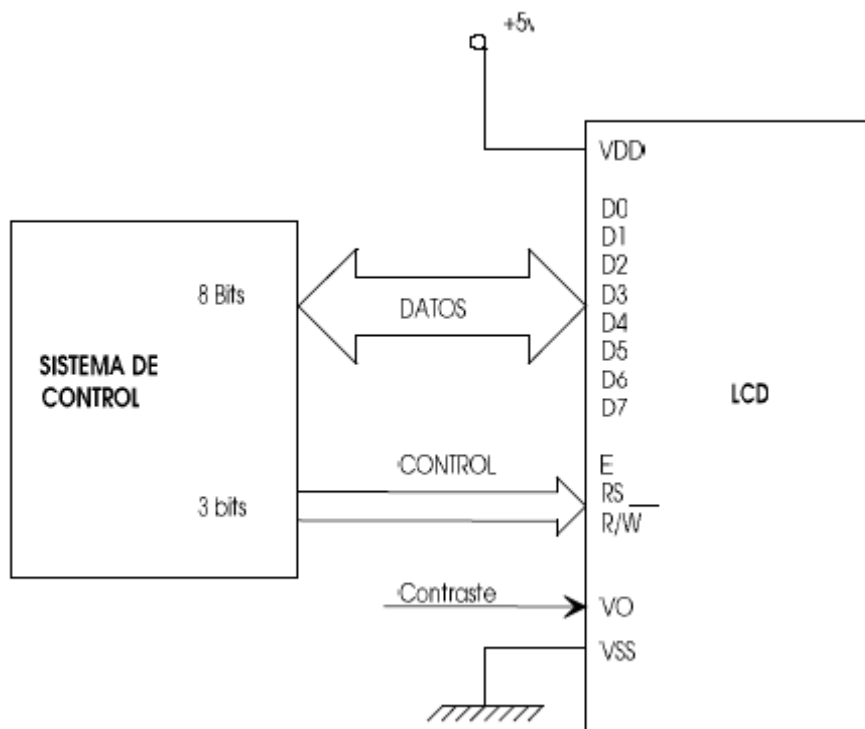 +5v
VDD
D0
D1
D2
D3
D4
D5
D6
D7
8 Bits
DATOS
SISTEMA DE
CONTROL
LCD
CONTROL
E
RS
R/W
3 bits
Contraste
VO
VSS